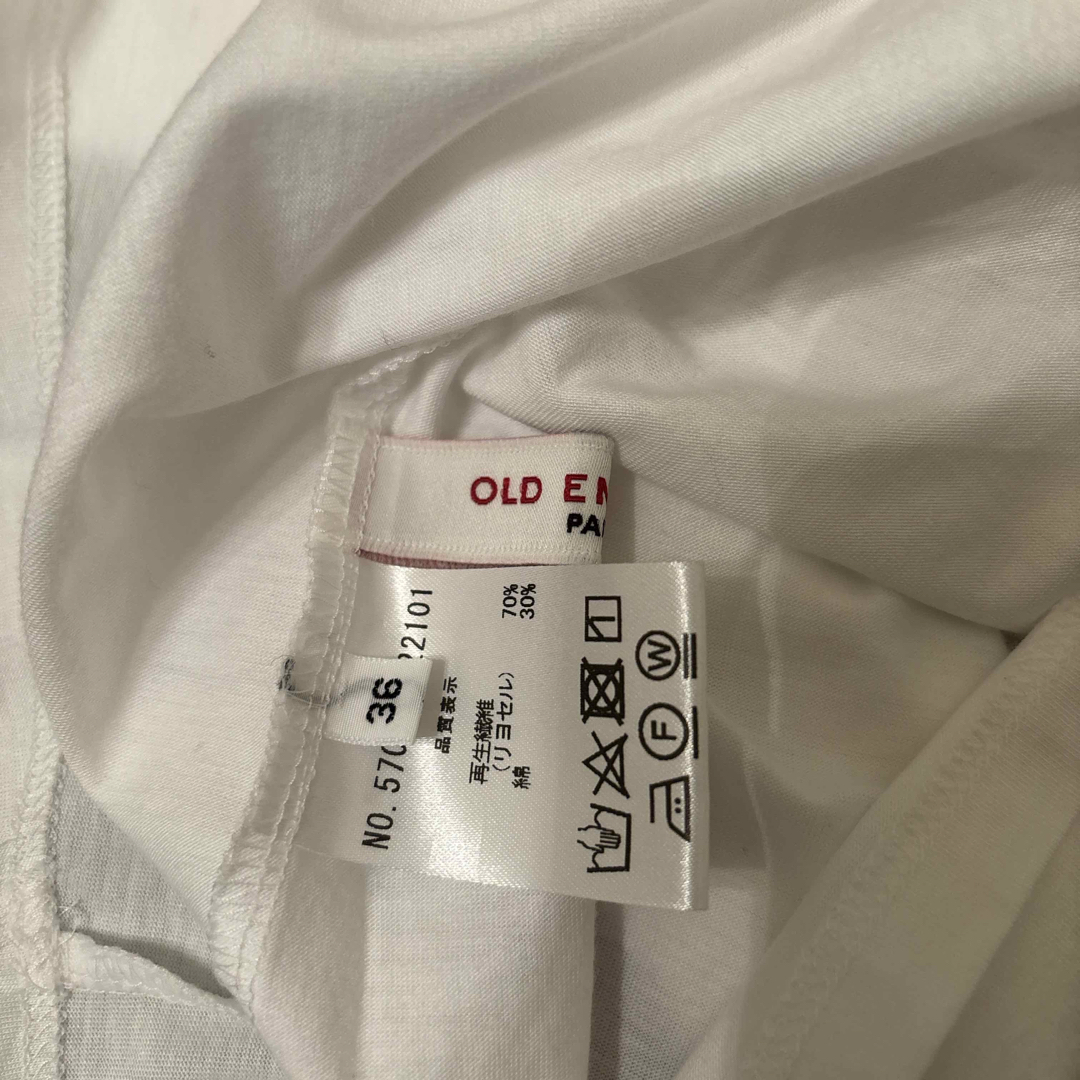 OLD EN
PA
36
NO. 570 22101
品質表示
再生繊維
(リヨセル) 70%
綿 30%
W
F